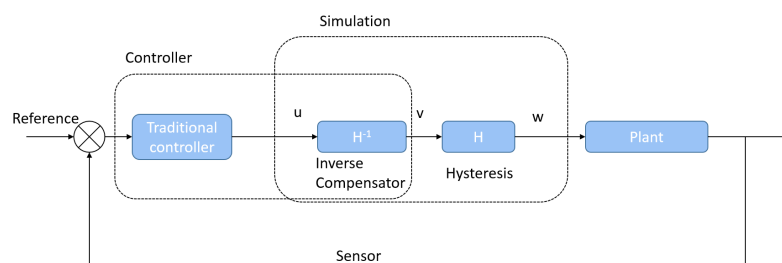 Simulation
Controller
Reference
Traditional
controller
u
H-1
v
H
w
Plant
Inverse
Compensator
Hysteresis
Sensor